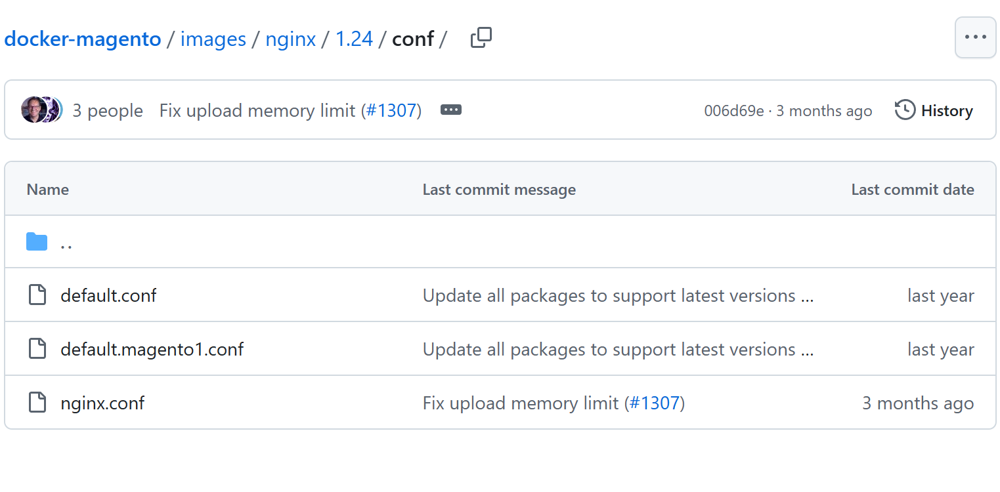 docker-magento / images / nginx / 1.24 / conf /
3 people Fix upload memory limit (#1307) 006d69e · 3 months ago History
Name Last commit message Last commit date
..
default.conf Update all packages to support latest versions ... last year
default.magento1.conf Update all packages to support latest versions ... last year
nginx.conf Fix upload memory limit (#1307) 3 months ago